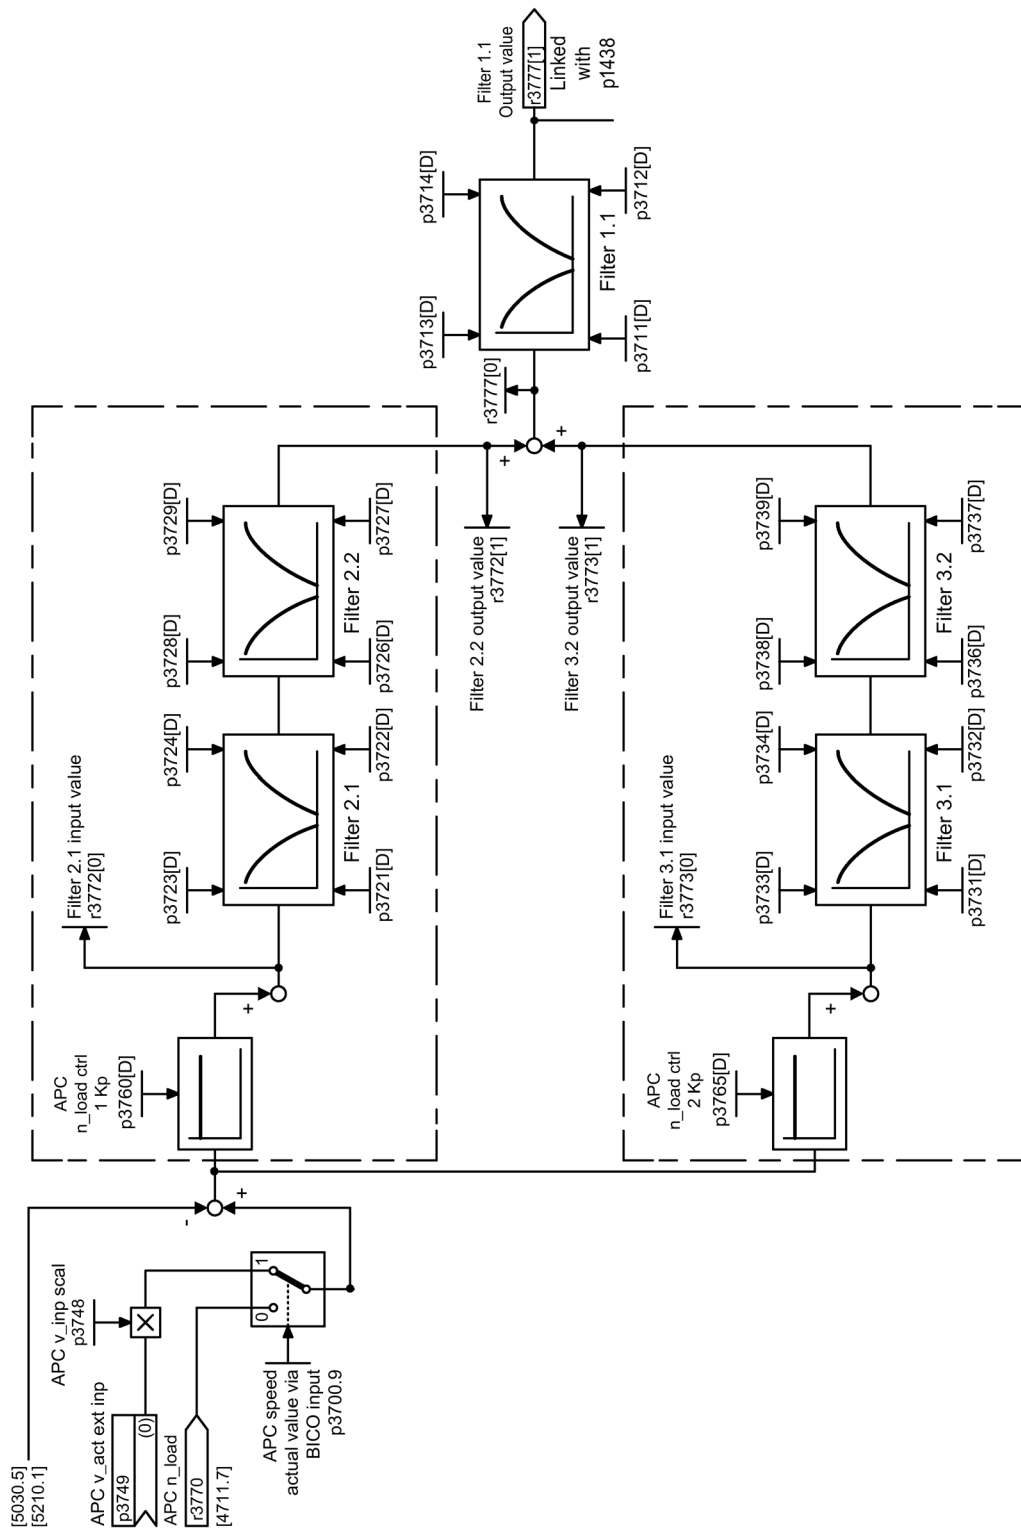 [5030.5]
[5210.1]
APC v_act ext inp
p3749
(0)
APC n_load
r3770
[4711.7]
APC v_inp scal
p3748
APC speed
actual value via
BICO input
p3700.9
0
1
-
+
APC
n_load ctrl
1 Kp
p3760[D]
+
Filter 2.1 input value
r3772[0]
p3723[D]
p3724[D]
p3721[D]
p3722[D]
Filter 2.1
p3728[D]
p3729[D]
p3726[D]
p3727[D]
Filter 2.2
Filter 2.2 output value
r3772[1]
+
Filter 3.2 output value
r3773[1]
+
APC
n_load ctrl
2 Kp
p3765[D]
+
Filter 3.1 input value
r3773[0]
p3733[D]
p3734[D]
p3731[D]
p3732[D]
Filter 3.1
p3738[D]
p3739[D]
p3736[D]
p3737[D]
Filter 3.2
r3777[0]
p3713[D]
p3714[D]
p3711[D]
p3712[D]
Filter 1.1
Filter 1.1
Output value
r3777[1]
Linked
with
p1438